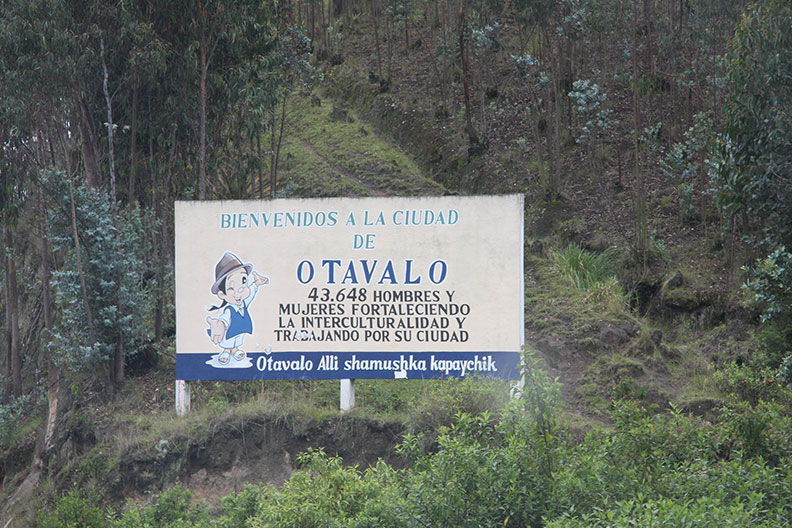 BIENVENIDOS A LA CIUDAD
DE
OTAVALO
43.648 HOMBRES Y
MUJERES FORTALECIENDO
LA INTERCULTURALIDAD Y
TRABAJANDO POR SU CIUDAD
Otavalo Alli shamushka kapaychik